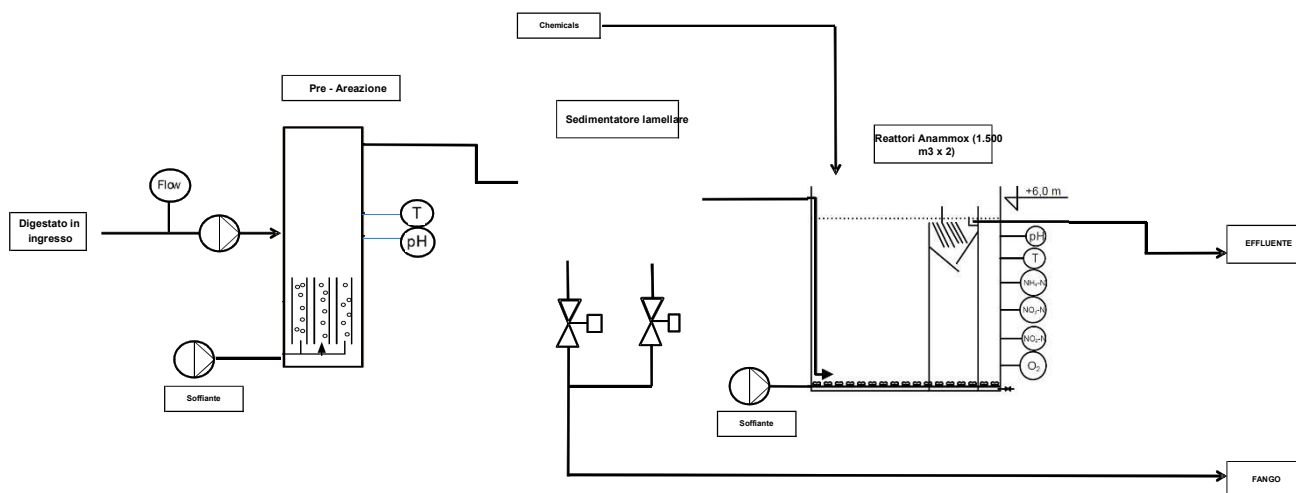 Chemicals
Pre - Areazione
Sedimentatore lamellare
Reattori Anammox (1.500
m3 x 2)
Flow
+6,0 m
Digestato in
ingresso
T
pH
pH
T
NH₄-N
NO₃-N
NO₂-N
O₂
EFFLUENTE
Soffiante
Soffiante
FANGO